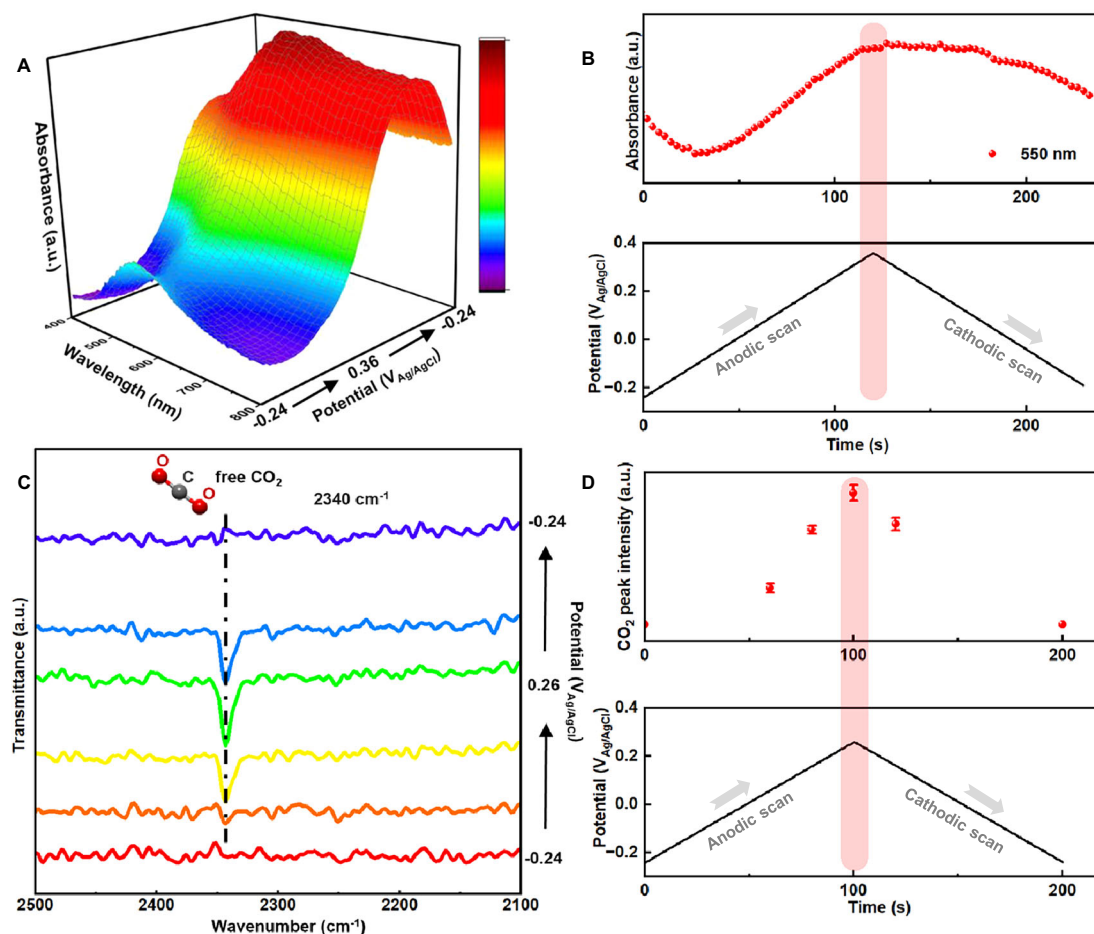 A
Absorbance (a.u.)
400
500
600
700
800
Wavelength (nm)
-0.24
0.36
-0.24
Potential (V_Ag/AgCl)
B
Absorbance (a.u.)
550 nm
0
100
200
Potential (V_Ag/AgCl)
0.4
0.2
0.0
−0.2
Anodic scan
Cathodic scan
0
100
200
Time (s)
C
O
C
O
free CO₂
2340 cm⁻¹
Transmittance (a.u.)
-0.24
0.26
-0.24
Potential (V_Ag/AgCl)
2500
2400
2300
2200
2100
Wavenumber (cm⁻¹)
D
CO₂ peak intensity (a.u.)
0
100
200
Potential (V_Ag/AgCl)
0.4
0.2
0.0
−0.2
Anodic scan
Cathodic scan
0
100
200
Time (s)